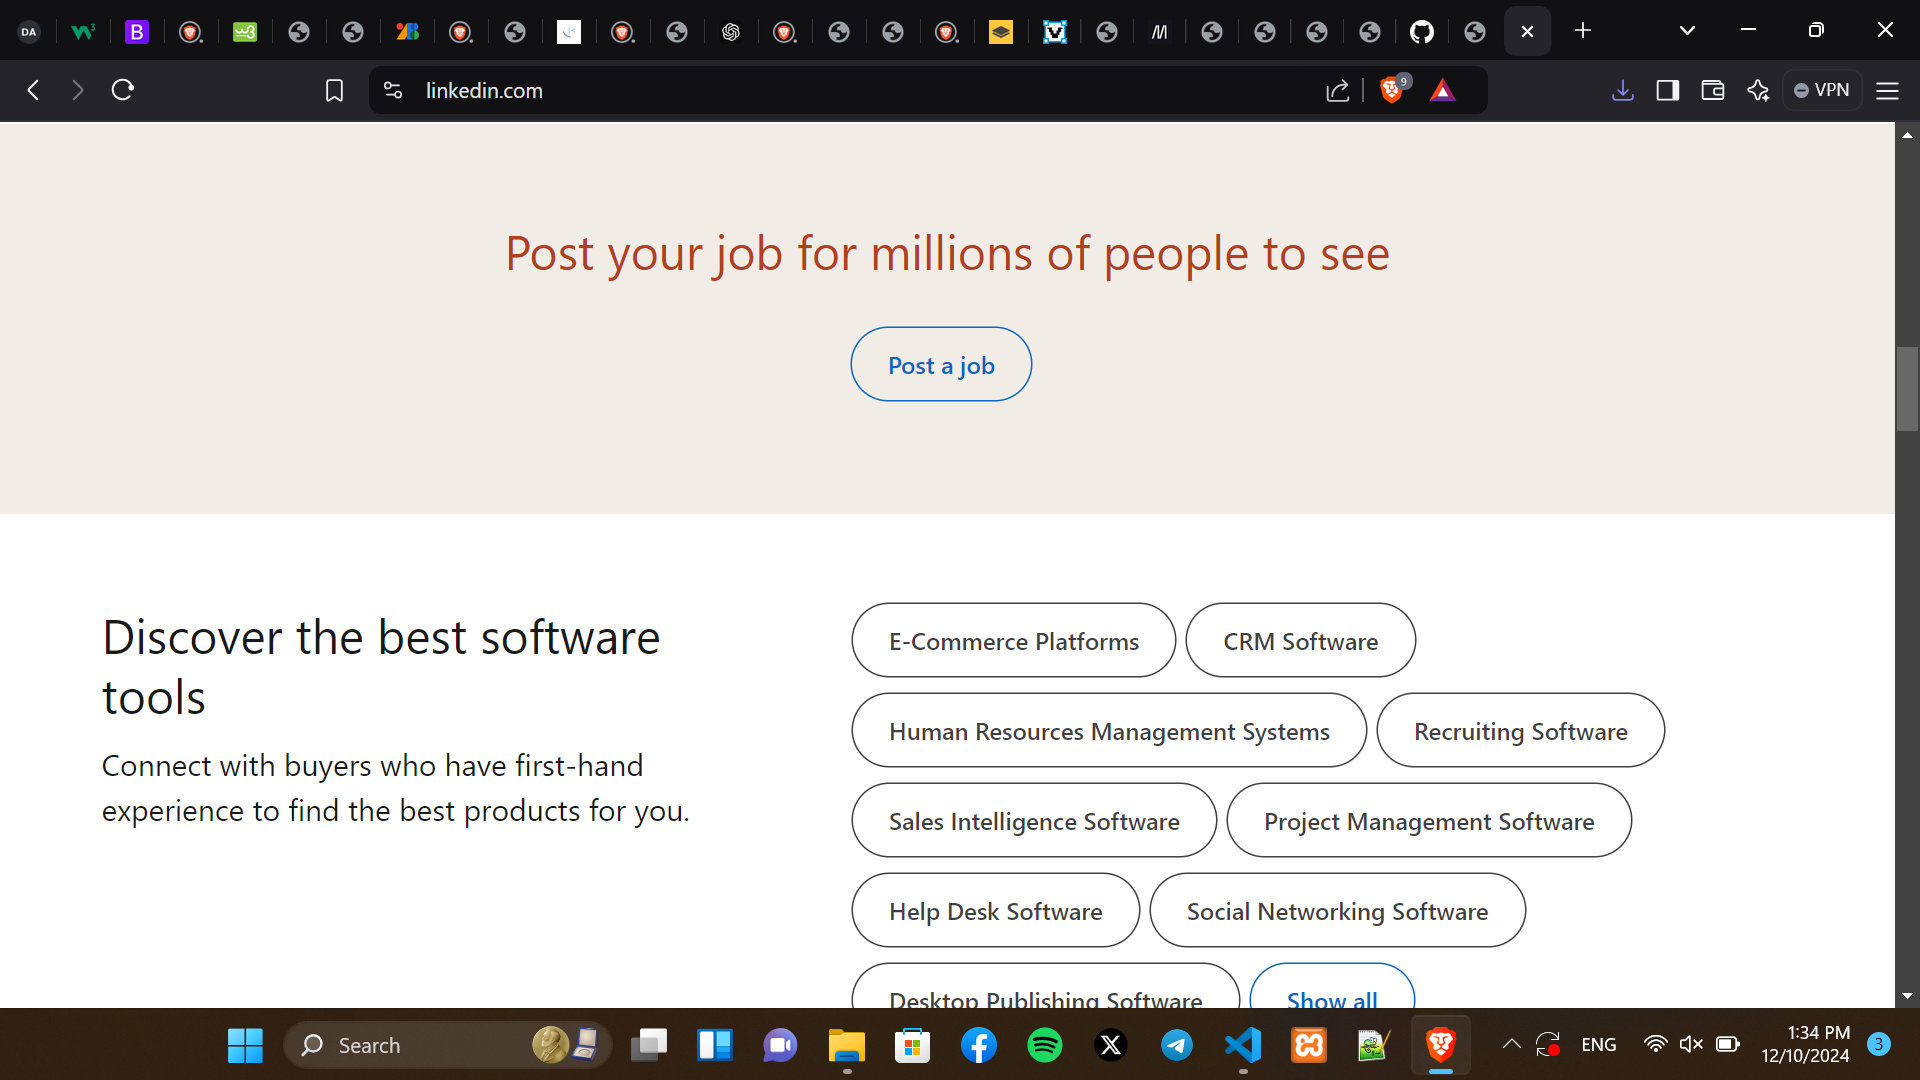 DA
linkedin.com
9
VPN
Post your job for millions of people to see
Post a job
Discover the best software
tools
Connect with buyers who have first-hand
experience to find the best products for you.
E-Commerce Platforms
CRM Software
Human Resources Management Systems
Recruiting Software
Sales Intelligence Software
Project Management Software
Help Desk Software
Social Networking Software
Desktop Publishing Software
Show all
Search
ENG
1:34 PM
12/10/2024
3